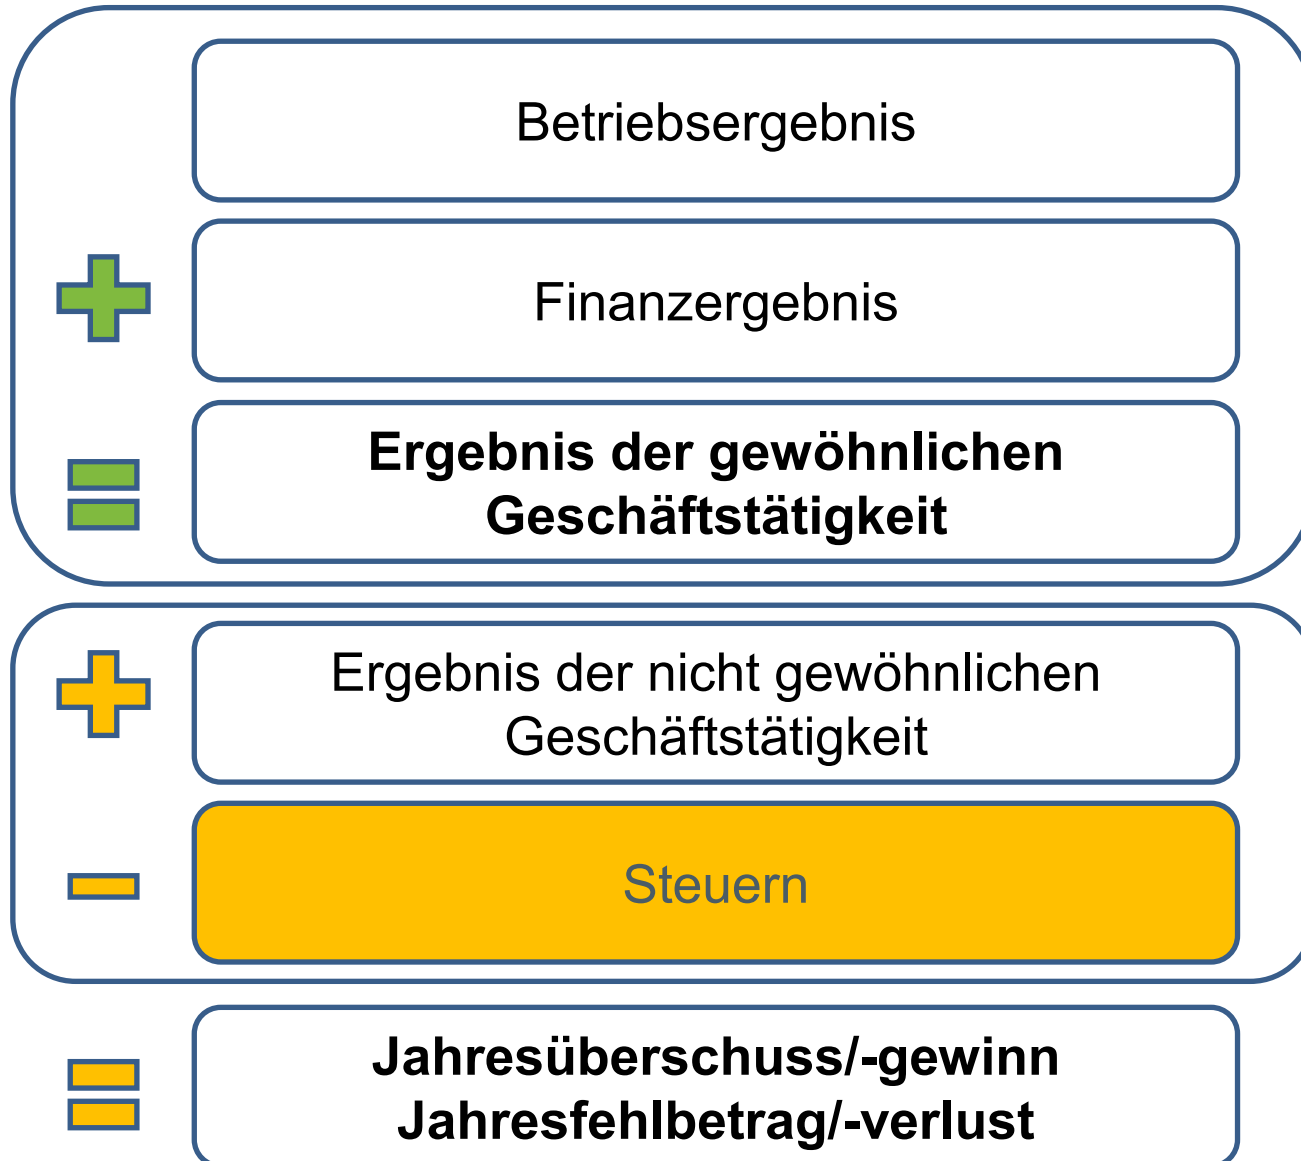 Betriebsergebnis
Finanzergebnis
Ergebnis der gewöhnlichen
Geschäftstätigkeit
Ergebnis der nicht gewöhnlichen
Geschäftstätigkeit
Steuern
Jahresüberschuss/-gewinn
Jahresfehlbetrag/-verlust